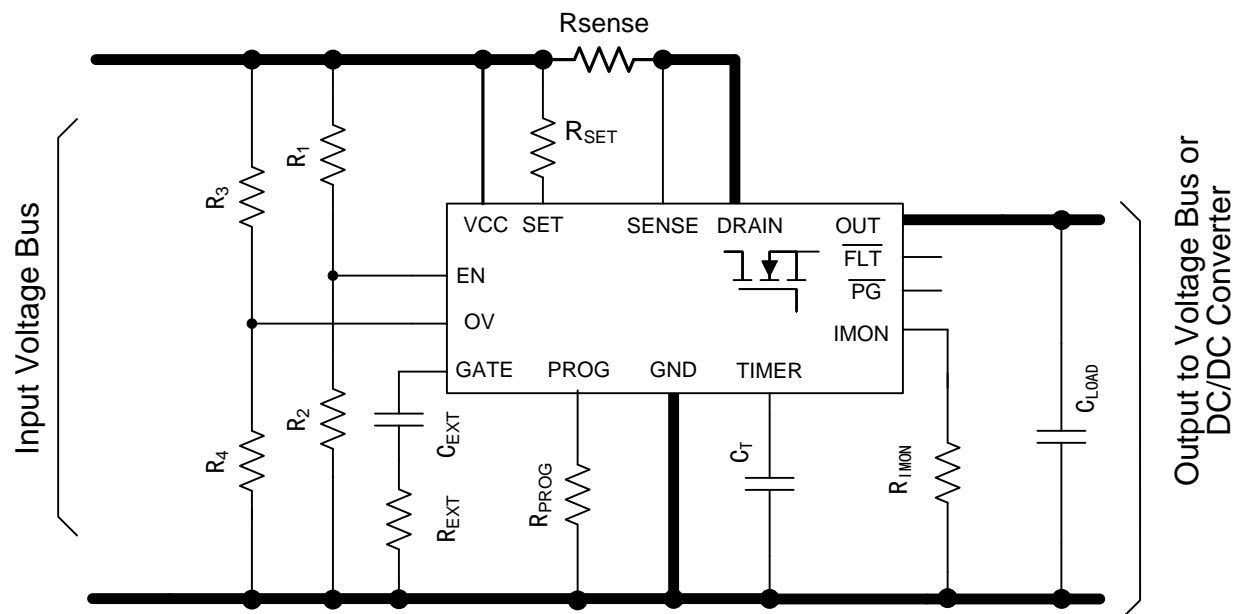 Rsense
RSET
R1
R3
Input Voltage Bus
VCC SET SENSE DRAIN OUT
EN
FLT
PG
OV
IMON
GATE PROG GND TIMER
R2
R4
CEXT
REXT
RPROG
CT
RIMON
CLOAD
Output to Voltage Bus or
DC/DC Converter